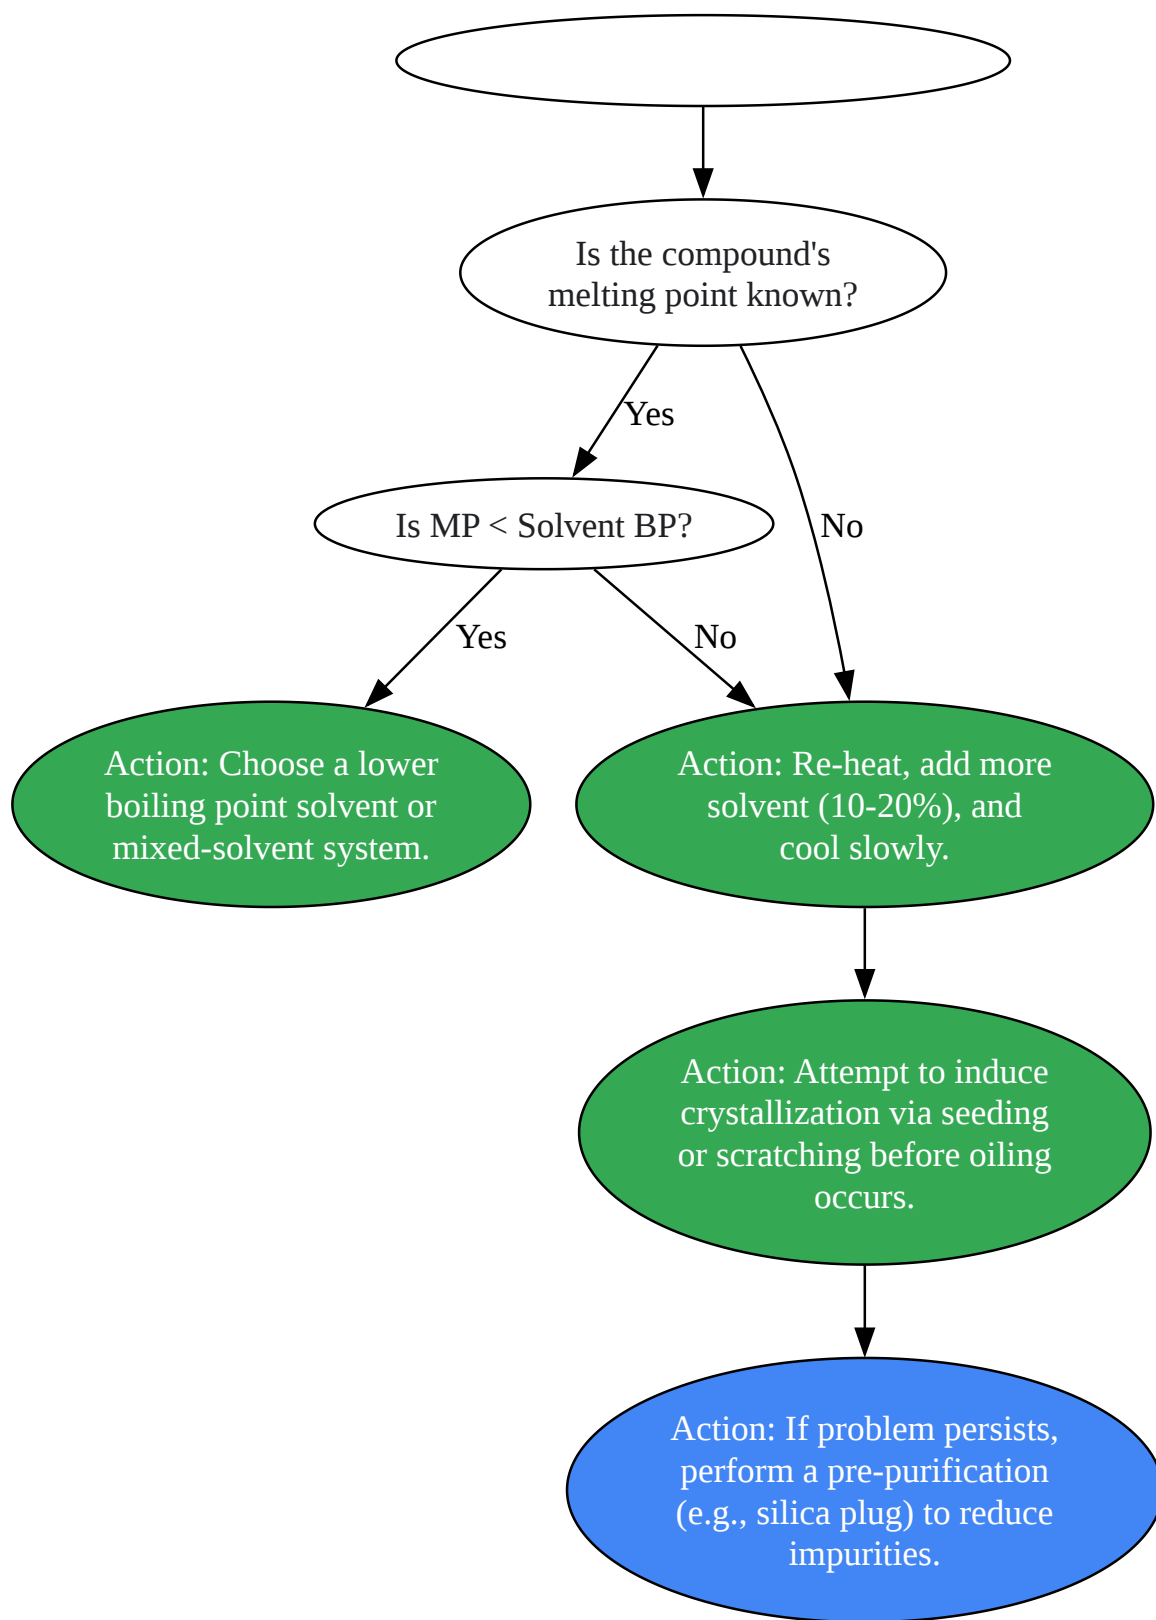 Is the compound's
melting point known?
Yes
Is MP < Solvent BP?
No
Yes
No
Action: Choose a lower
boiling point solvent or
mixed-solvent system.
Action: Re-heat, add more
solvent (10-20%), and
cool slowly.
Action: Attempt to induce
crystallization via seeding
or scratching before oiling
occurs.
Action: If problem persists,
perform a pre-purification
(e.g., silica plug) to reduce
impurities.